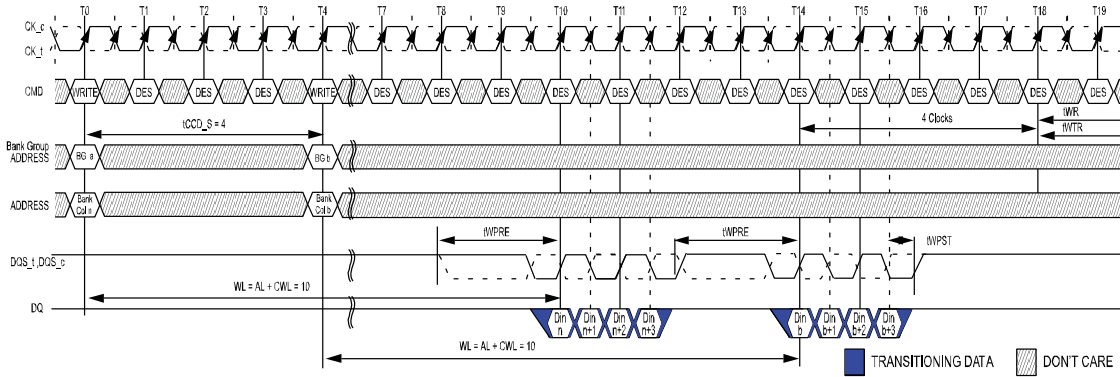 T0 T1 T2 T3 T4 T7 T8 T9 T10 T11 T12 T13 T14 T15 T16 T17 T18 T19
CK_c
CK_t
CMD WRITE DES DES DES WRITE DES DES DES DES DES DES DES DES DES DES DES DES DES
tCCD_S = 4
4 Clocks
tWR
tWTR
Bank Group
ADDRESS
BG a
BG b
ADDRESS
Bank
Col n
Bank
Col b
tWPRE
tWPRE
tWPST
DQS_t ,DQS_c
WL = AL + CWL = 10
DQ
Din
n
Din
n+1
Din
n+2
Din
n+3
Din
b
Din
b+1
Din
b+2
Din
b+3
WL = AL + CWL = 10
TRANSITIONING DATA
DON'T CARE